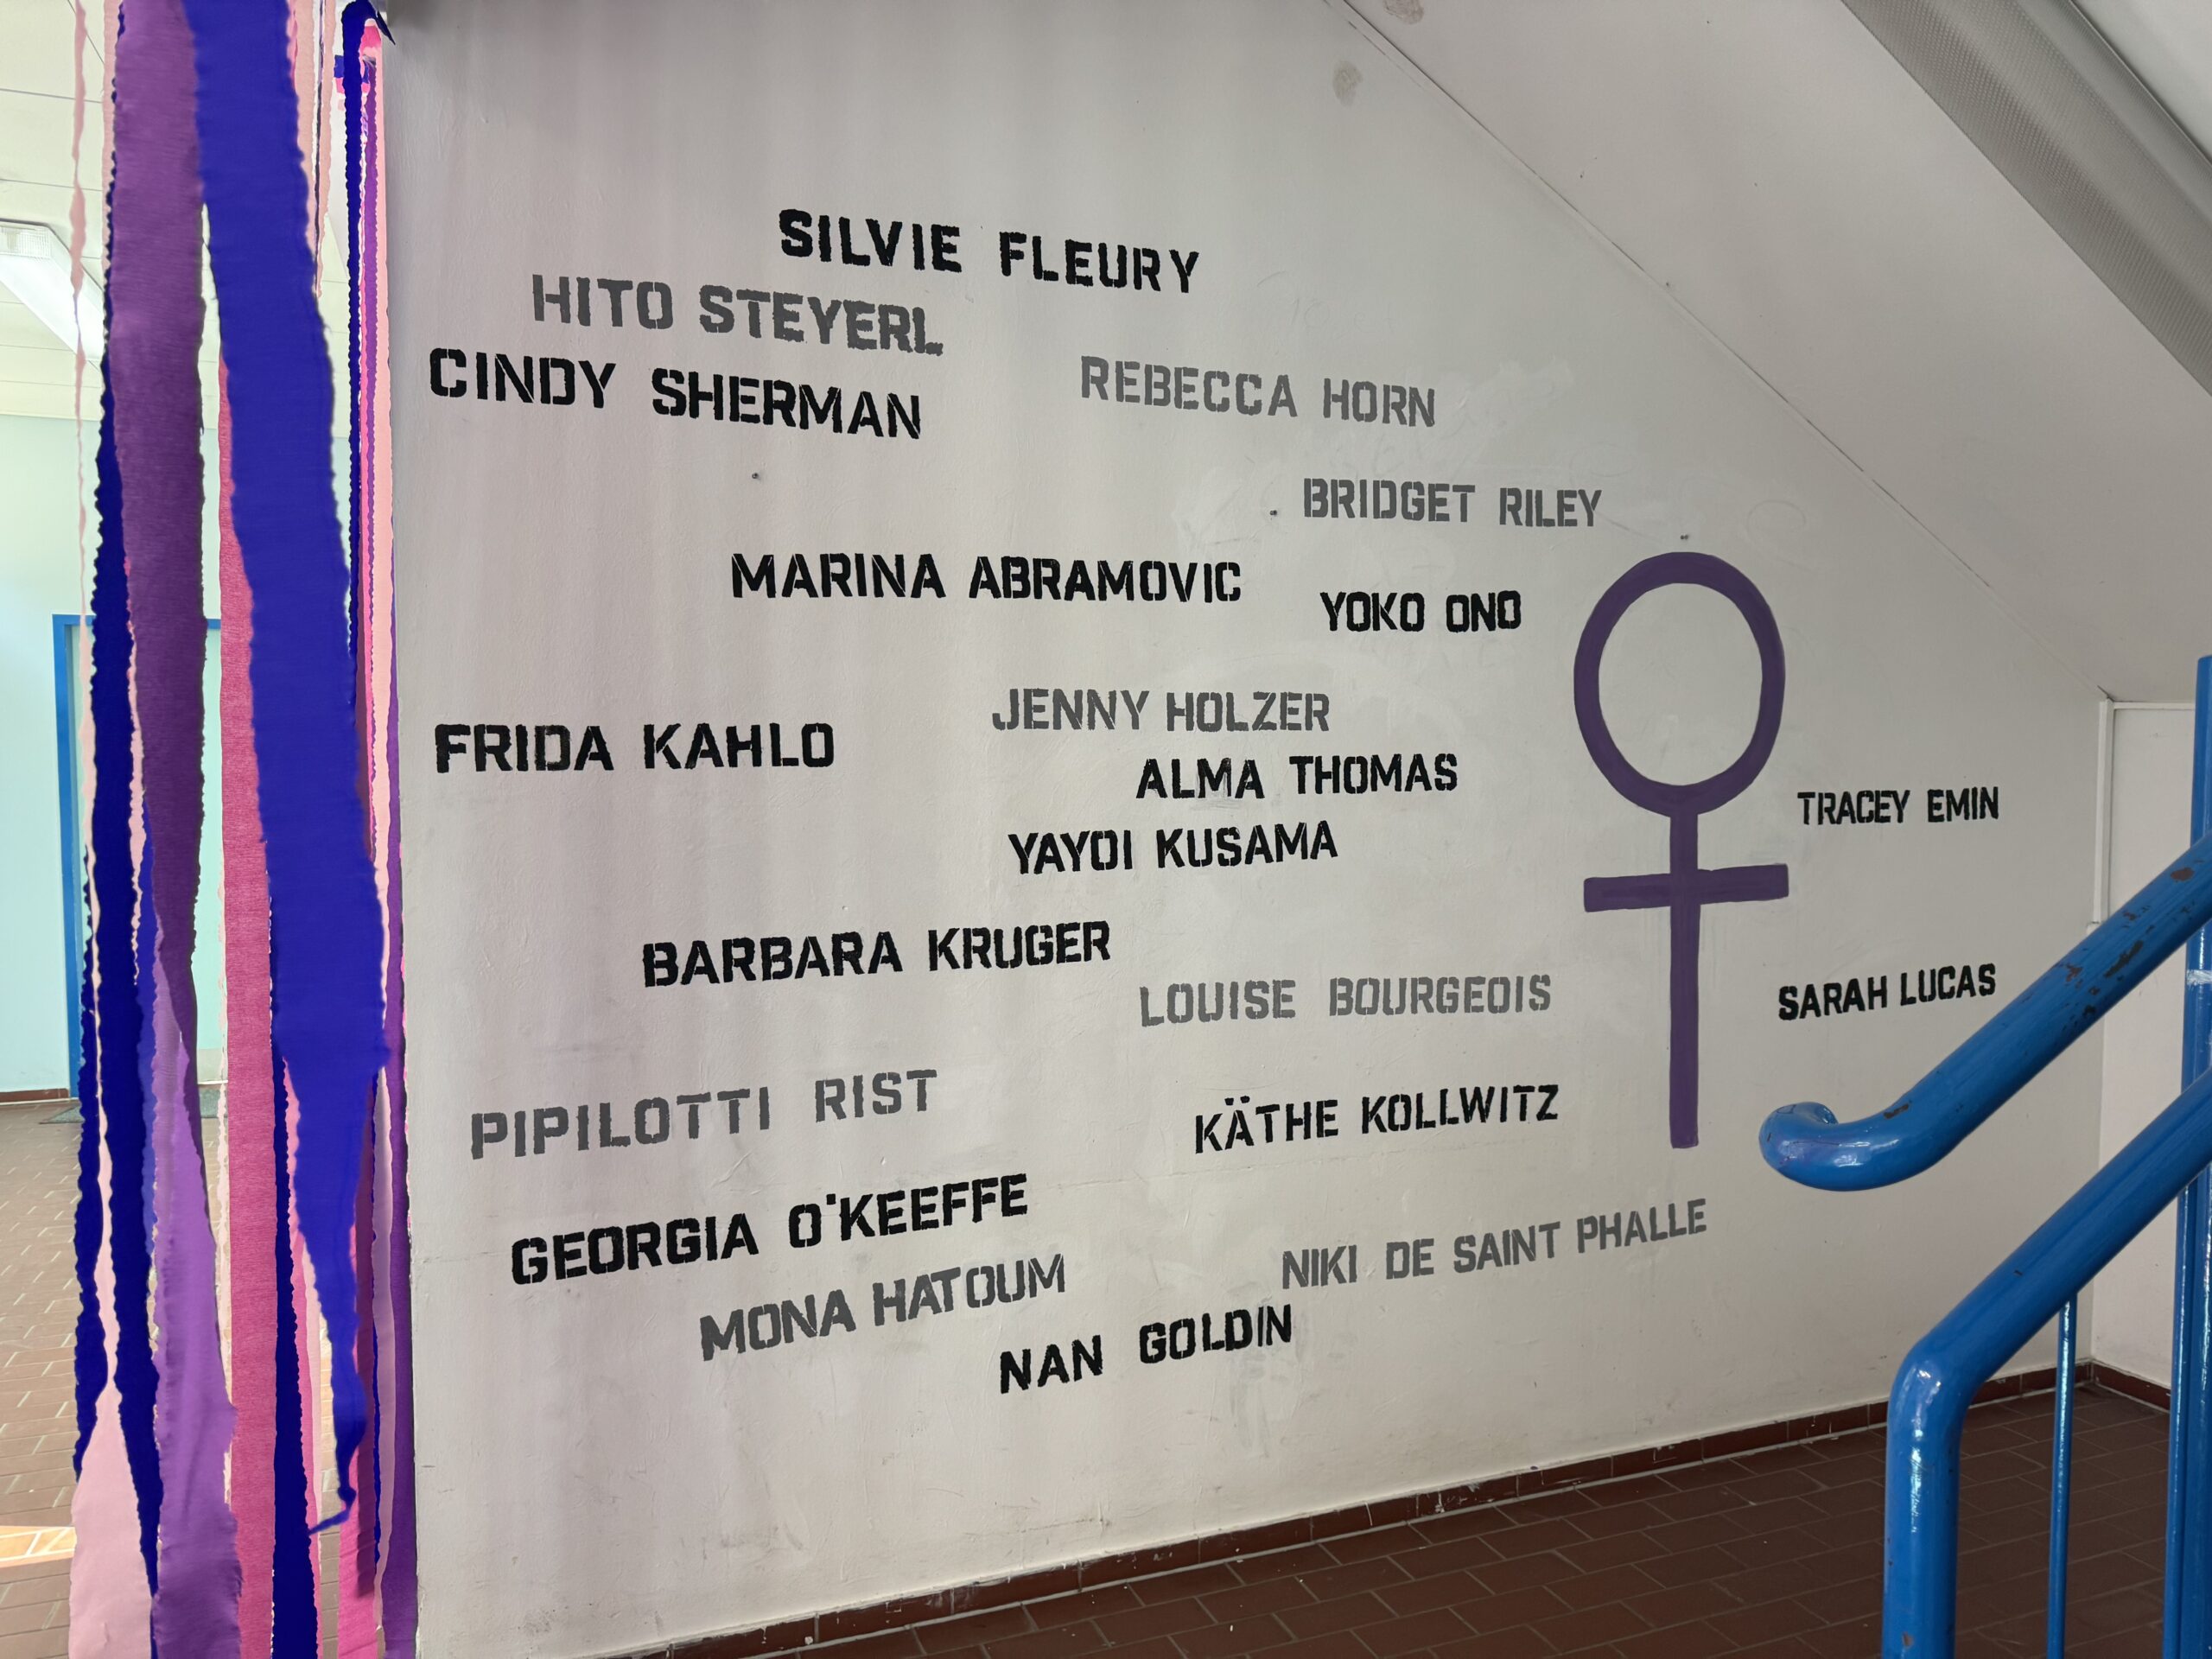 SILVIE FLEURY
HITO STEYERL
CINDY SHERMAN
REBECCA HORN
BRIDGET RILEY
MARINA ABRAMOVIC
YOKO ONO
JENNY HOLZER
FRIDA KAHLO
ALMA THOMAS
TRACEY EMIN
YAYOI KUSAMA
BARBARA KRUGER
LOUISE BOURGEOIS
SARAH LUCAS
PIPILOTTI RIST
KÄTHE KOLLWITZ
GEORGIA O'KEEFFE
NIKI DE SAINT PHALLE
MONA HATOUM
NAN GOLDIN